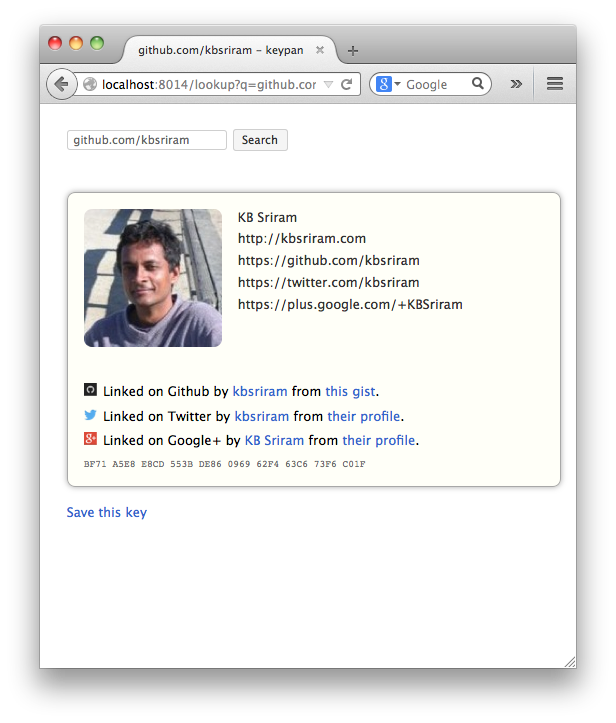 github.com/kbsriram - keypan
localhost:8014/lookup?q=github.cor
Google
github.com/kbsriram
Search
KB Sriram
http://kbsriram.com
https://github.com/kbsriram
https://twitter.com/kbsriram
https://plus.google.com/+KBSriram
Linked on Github by kbsriram from this gist.
Linked on Twitter by kbsriram from their profile.
Linked on Google+ by KB Sriram from their profile.
BF71 A5E8 E8CD 553B DE86 0969 62F4 63C6 73F6 C01F
Save this key